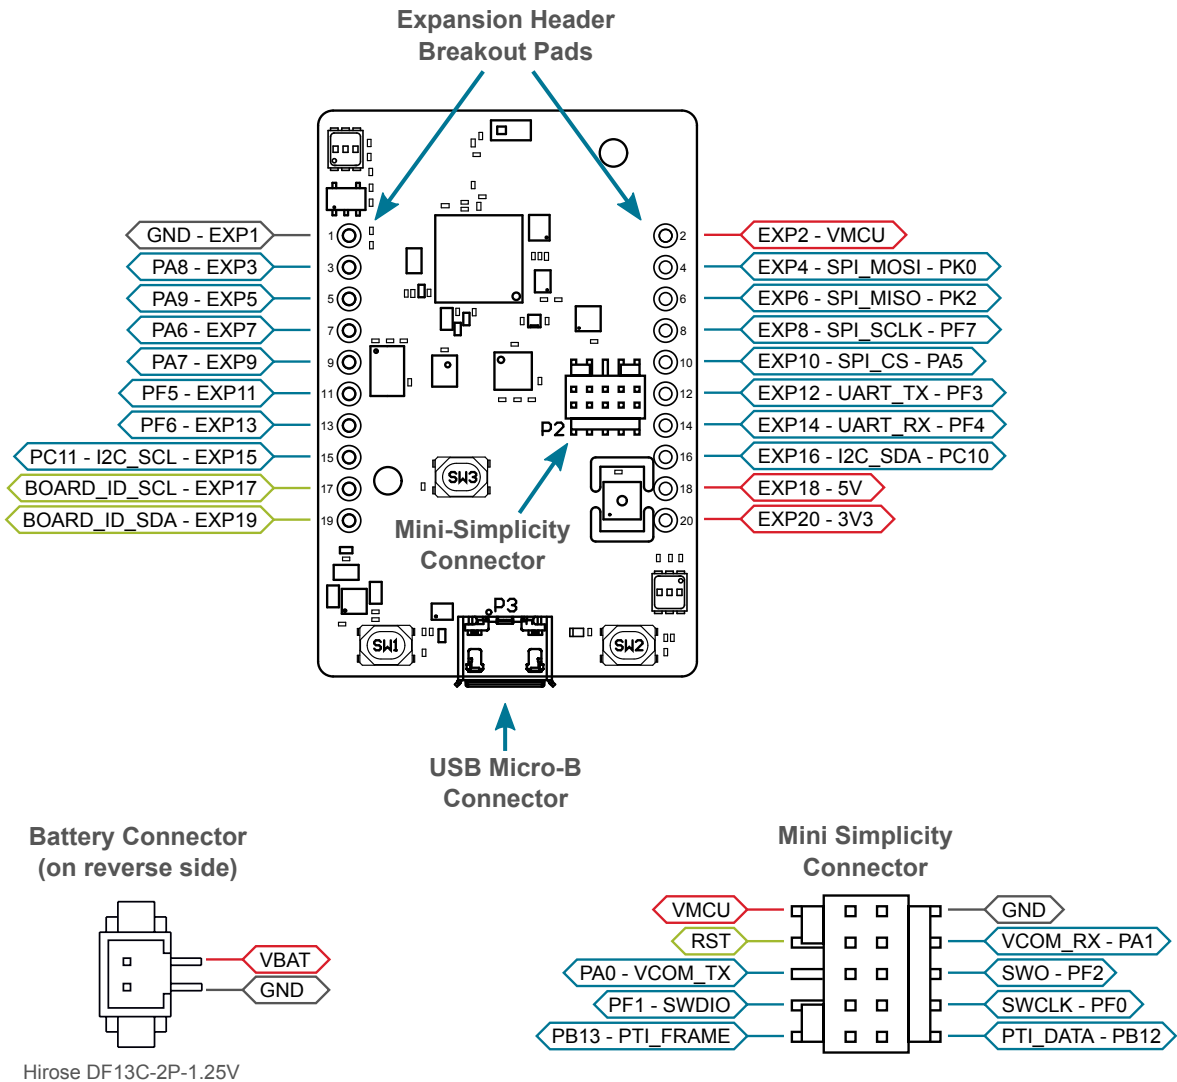 Expansion Header
Breakout Pads
GND - EXP1
PA8 - EXP3
PA9 - EXP5
PA6 - EXP7
PA7 - EXP9
PF5 - EXP11
PF6 - EXP13
PC11 - I2C_SCL - EXP15
BOARD_ID_SCL - EXP17
BOARD_ID_SDA - EXP19
1
3
5
7
9
11
13
15
17
19
2
4
6
8
10
12
14
16
18
20
EXP2 - VMCU
EXP4 - SPI_MOSI - PK0
EXP6 - SPI_MISO - PK2
EXP8 - SPI_SCLK - PF7
EXP10 - SPI_CS - PA5
EXP12 - UART_TX - PF3
EXP14 - UART_RX - PF4
EXP16 - I2C_SDA - PC10
EXP18 - 5V
EXP20 - 3V3
P2
SW3
Mini-Simplicity
Connector
P3
SW1
SW2
USB Micro-B
Connector
Battery Connector
(on reverse side)
VBAT
GND
Hirose DF13C-2P-1.25V
Mini Simplicity
Connector
VMCU
RST
PA0 - VCOM_TX
PF1 - SWDIO
PB13 - PTI_FRAME
GND
VCOM_RX - PA1
SWO - PF2
SWCLK - PF0
PTI_DATA - PB12